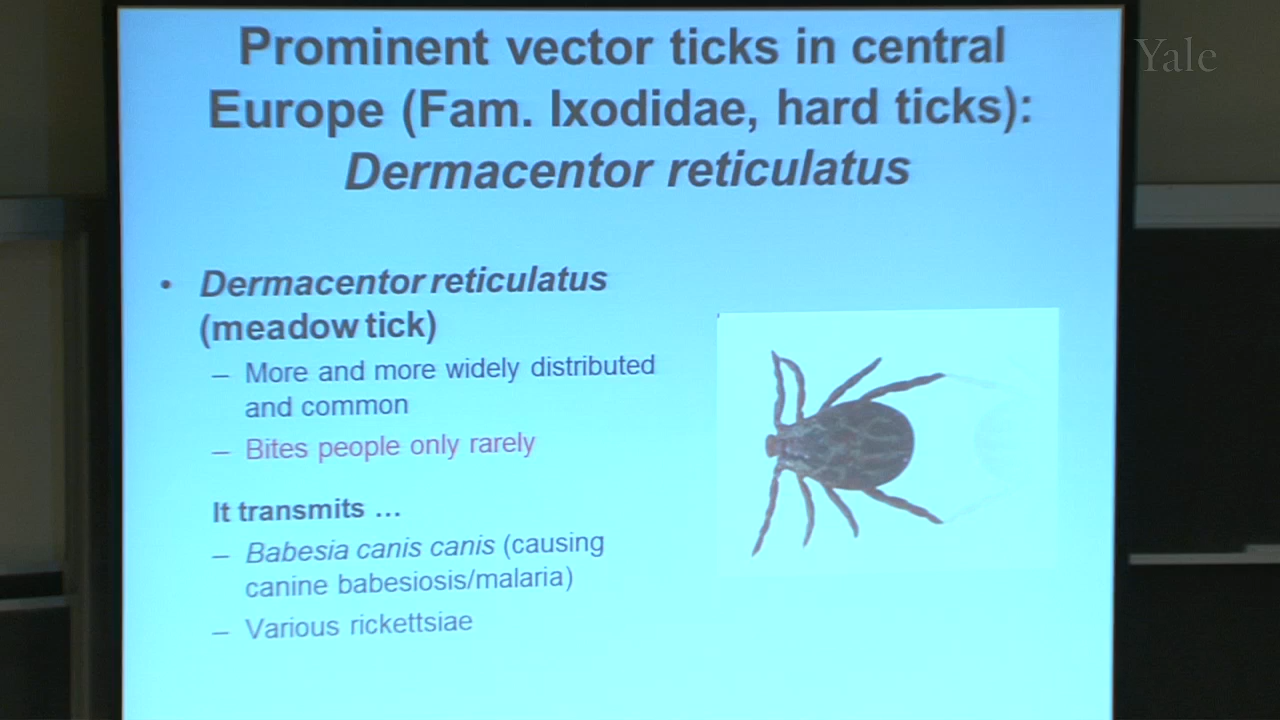 Prominent vector ticks in central
Europe (Fam. Ixodidae, hard ticks):
Dermacentor reticulatus
Yale
• Dermacentor reticulatus
(meadow tick)
– More and more widely distributed
and common
– Bites people only rarely
It transmits ...
– Babesia canis canis (causing
canine babesiosis/malaria)
– Various rickettsiae